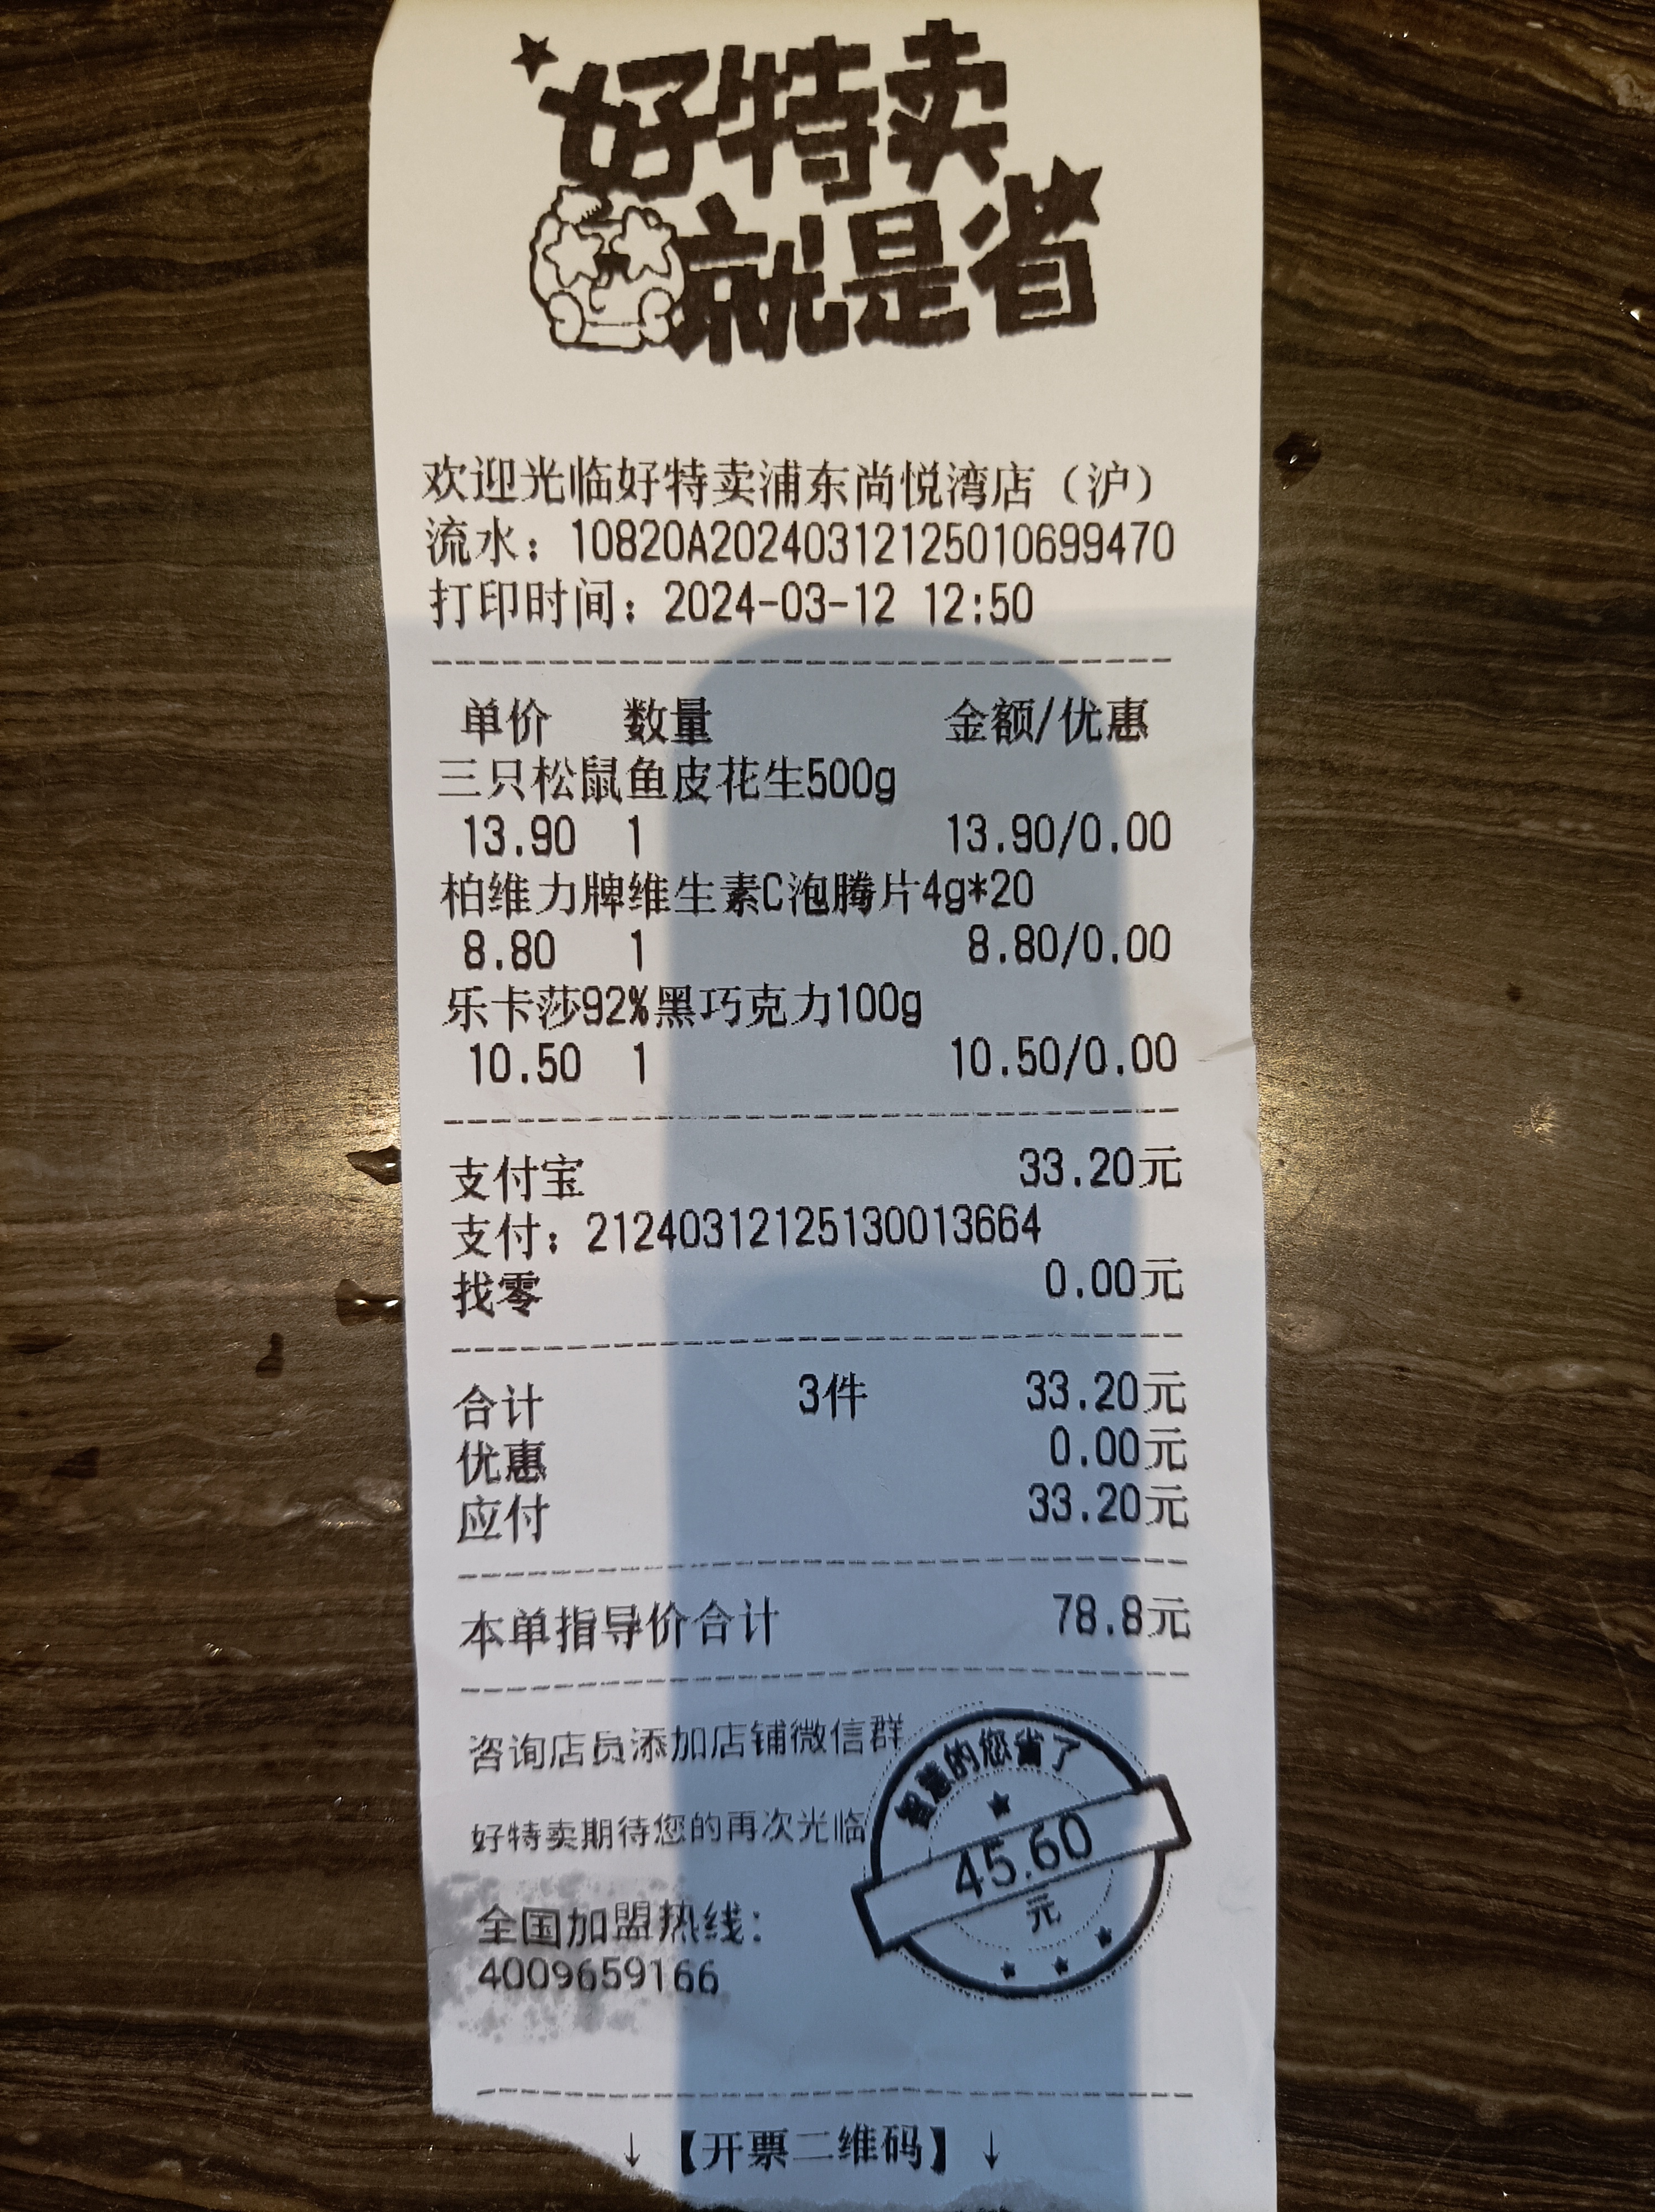 好特卖
就是省
欢迎光临好特卖浦东尚悦湾店（沪）
流水：10820A20240312125010699470
打印时间：2024-03-12 12:50
单价 数量 金额/优惠
三只松鼠鱼皮花生500g
13.90 1 13.90/0.00
柏维力牌维生素C泡腾片4g*20
8.80 1 8.80/0.00
乐卡莎92%黑巧克力100g
10.50 1 10.50/0.00
支付宝 33.20元
支付：21240312125130013664
找零 0.00元
合计 3件 33.20元
优惠 0.00元
应付 33.20元
本单指导价合计 78.8元
咨询店员添加店铺微信群
好特卖期待您的再次光临
智慧的您省了
45.60
元
全国加盟热线：
4009659166
↓【开票二维码】↓